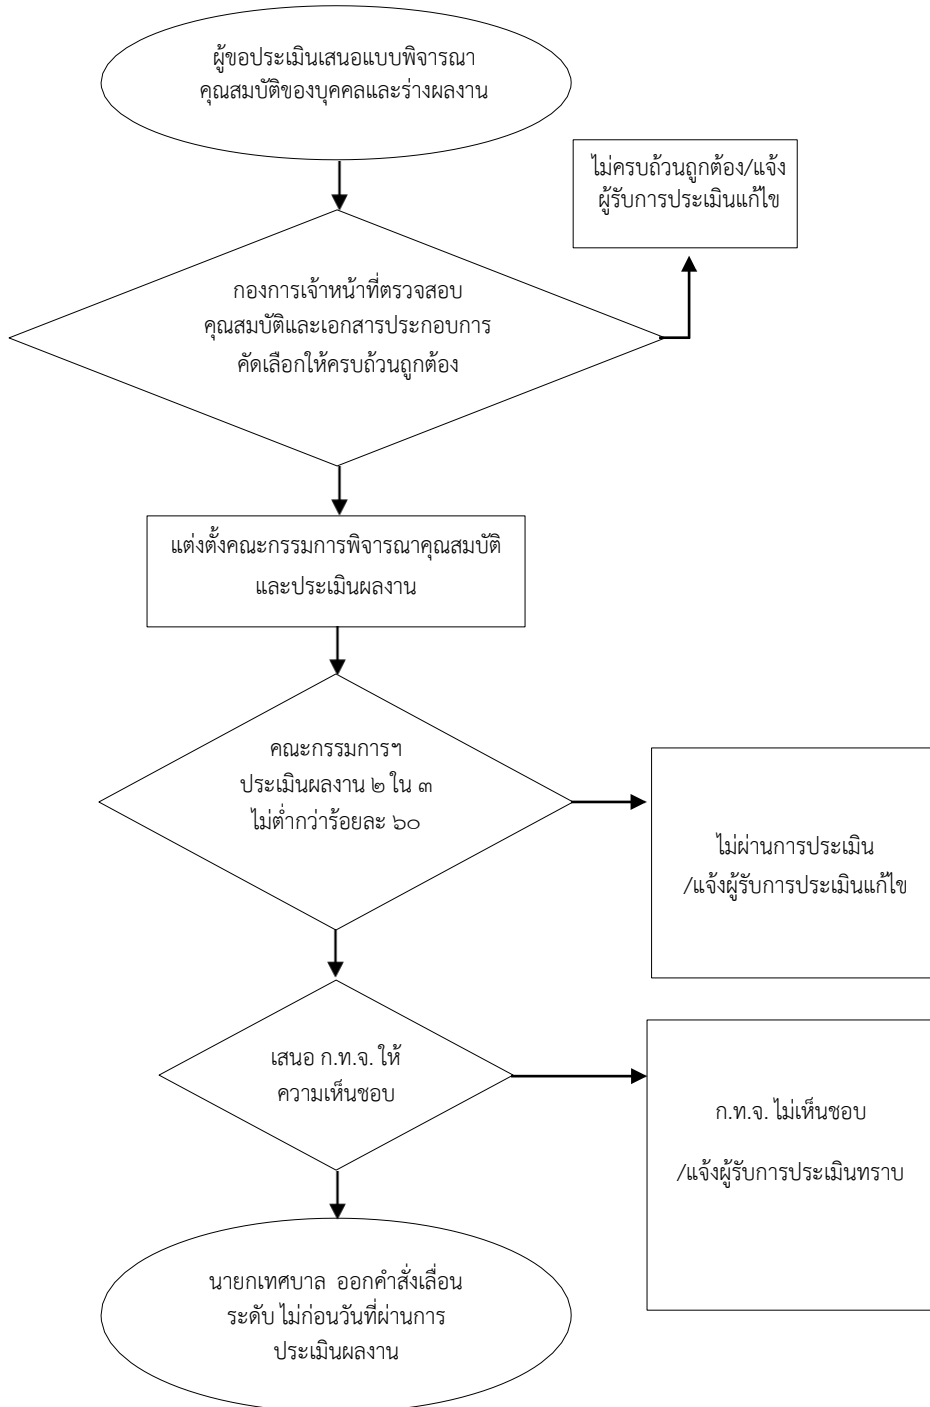 ผู้ขอประเมินเสนอแบบพิจารณา
คุณสมบัติของบุคคลและร่างผลงาน
ไม่ครบถ้วนถูกต้อง/แจ้ง
ผู้รับการประเมินแก้ไข
กองการเจ้าหน้าที่ตรวจสอบ
คุณสมบัติและเอกสารประกอบการ
คัดเลือกให้ครบถ้วนถูกต้อง
แต่งตั้งคณะกรรมการพิจารณาคุณสมบัติ
และประเมินผลงาน
คณะกรรมการฯ
ประเมินผลงาน ๒ ใน ๓
ไม่ต่ำกว่าร้อยละ ๖๐
ไม่ผ่านการประเมิน
/แจ้งผู้รับการประเมินแก้ไข
เสนอ ก.ท.จ. ให้
ความเห็นชอบ
ก.ท.จ. ไม่เห็นชอบ
/แจ้งผู้รับการประเมินทราบ
นายกเทศบาล ออกคำสั่งเลื่อน
ระดับ ไม่ก่อนวันที่ผ่านการ
ประเมินผลงาน